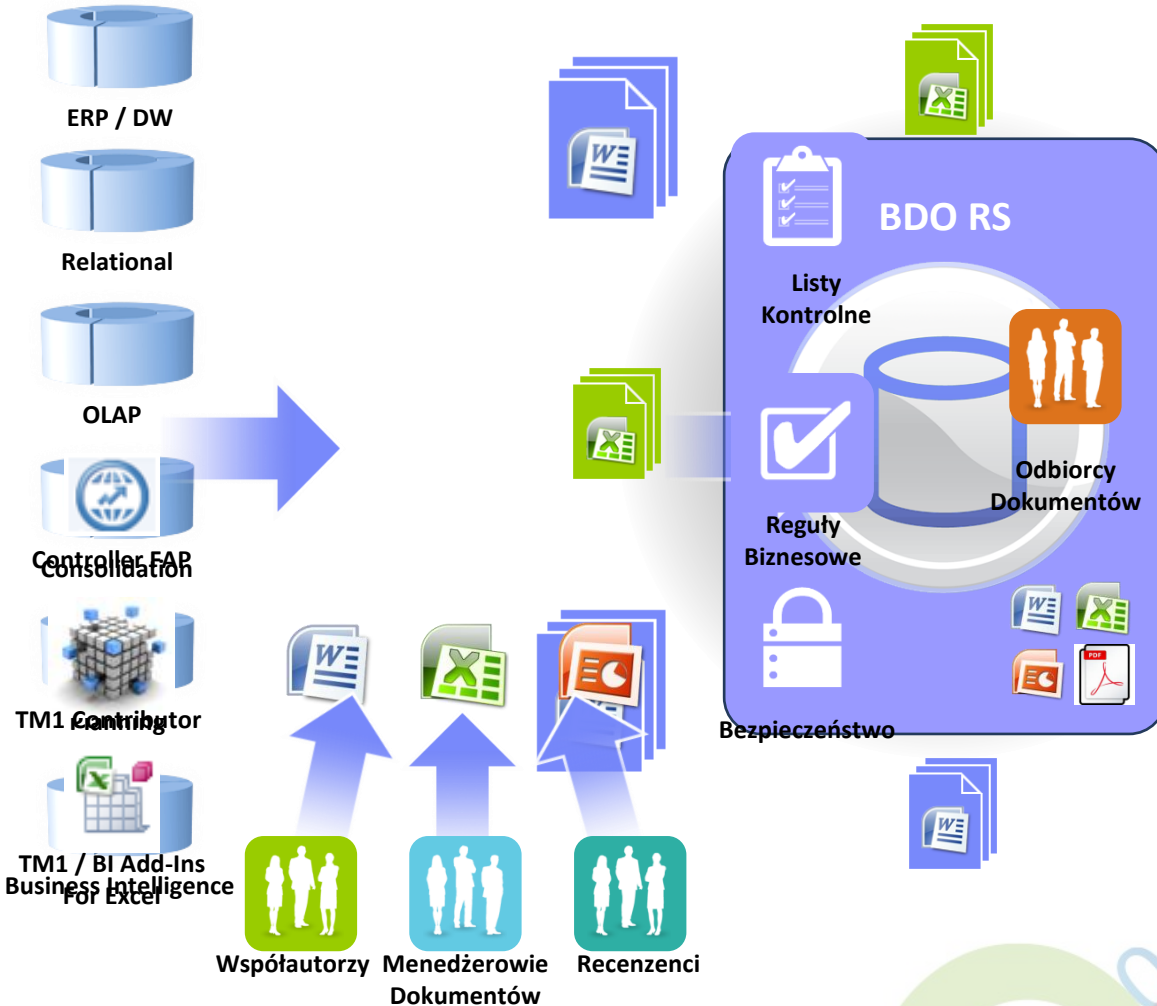 ERP / DW
Relational
OLAP
Controller FAP
Consolidation
TM1 Contributor
Planning
TM1 / BI Add-Ins
For Excel
Business Intelligence
Współautorzy
Menedżerowie
Dokumentów
Recenzenci
BDO RS
Listy
Kontrolne
Reguły
Biznesowe
Bezpieczeństwo
Odbiorcy
Dokumentów
PDF